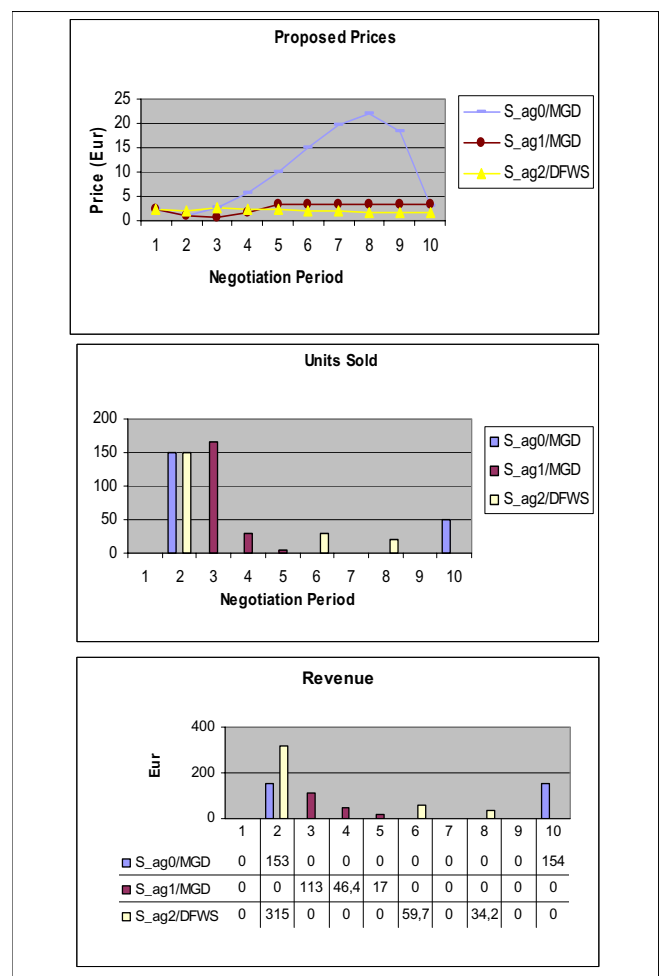 Proposed Prices
25
20
15
10
5
0
Price (Eur)
1 2 3 4 5 6 7 8 9 10
Negotiation Period
S_ag0/MGD
S_ag1/MGD
S_ag2/DFWS
Units Sold
200
150
100
50
0
1 2 3 4 5 6 7 8 9 10
Negotiation Period
S_ag0/MGD
S_ag1/MGD
S_ag2/DFWS
Revenue
400
200
0
Eur
1 2 3 4 5 6 7 8 9 10
S_ag0/MGD 0 153 0 0 0 0 0 0 0 154
S_ag1/MGD 0 0 113 46,4 17 0 0 0 0 0
S_ag2/DFWS 0 315 0 0 0 59,7 0 34,2 0 0